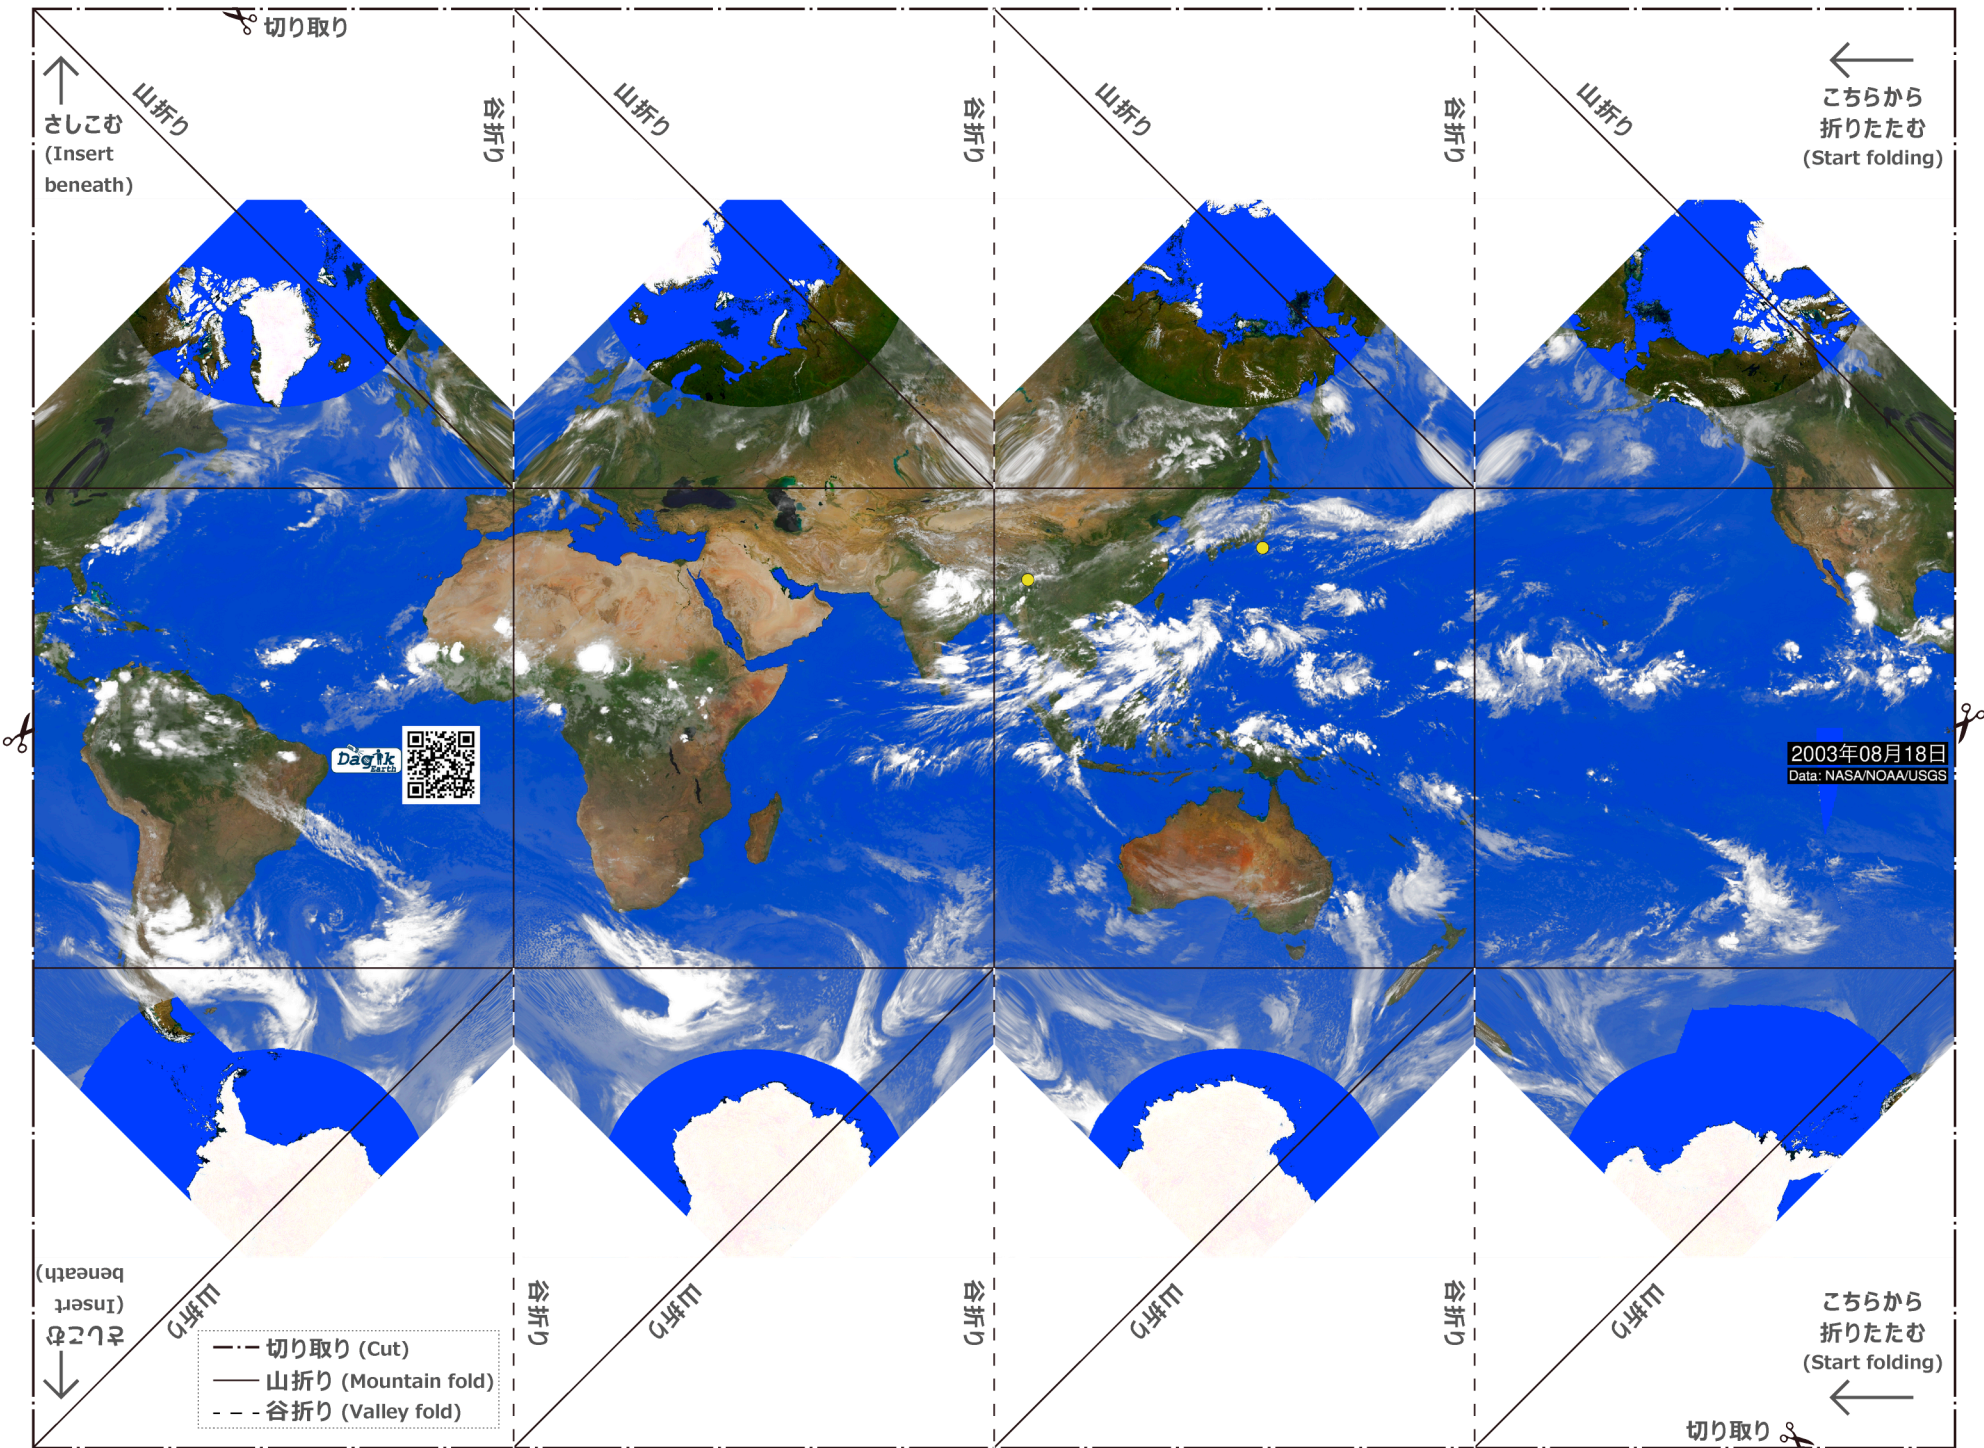 切り取り
さしこむ
(Insert
beneath)
山折り
谷折り
山折り
谷折り
山折り
谷折り
山折り
こちらから
折りたたむ
(Start folding)
Dagik
Earth
2003年08月18日
Data: NASA/NOAA/USGS
さしこむ
(Insert
beneath)
山折り
谷折り
山折り
谷折り
山折り
谷折り
山折り
こちらから
折りたたむ
(Start folding)
切り取り (Cut)
山折り (Mountain fold)
谷折り (Valley fold)
切り取り